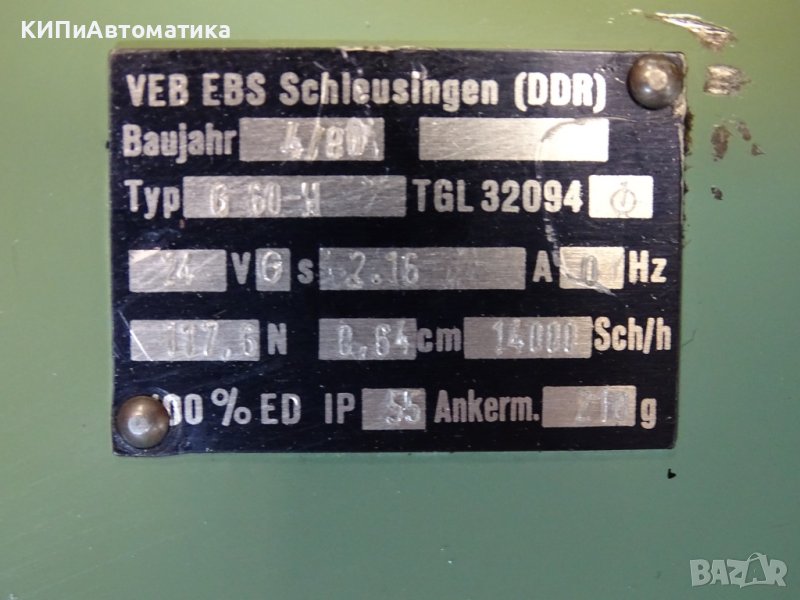 КИПиАвтоматика
VEB EBS Schleusingen (DDR)
Baujahr 4/80
Typ G 60-H TGL 32094
24 V G s 2.16 A 0 Hz
117,6 N 0,64 cm 14000 Sch/h
100 % ED IP 55 Ankerm. g
BAZAR